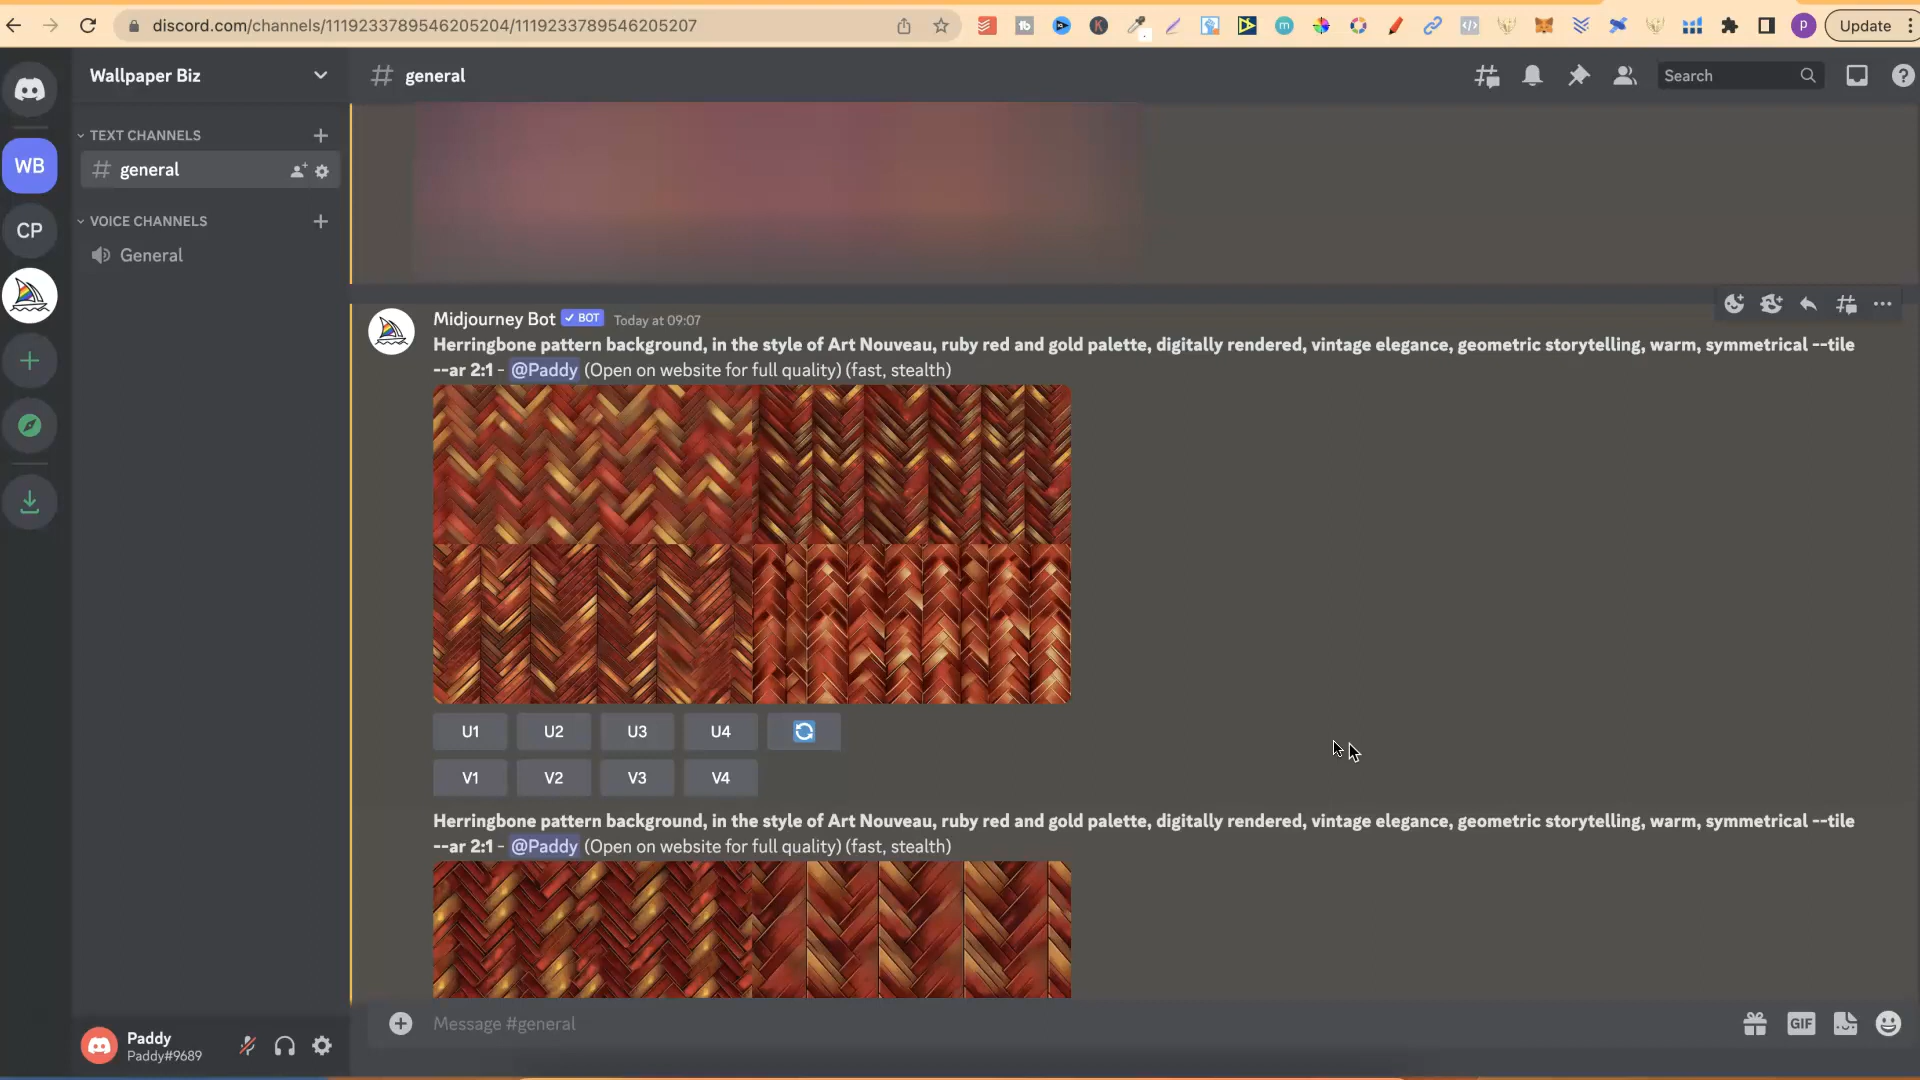 discord.com/channels/1119233789546205204/1119233789546205207
Update
Wallpaper Biz
general
Search
TEXT CHANNELS
general
WB
VOICE CHANNELS
CP
General
Midjourney Bot BOT Today at 09:07
Herringbone pattern background, in the style of Art Nouveau, ruby red and gold palette, digitally rendered, vintage elegance, geometric storytelling, warm, symmetrical --tile
--ar 2:1 - @Paddy (Open on website for full quality) (fast, stealth)
U1 U2 U3 U4
V1 V2 V3 V4
Herringbone pattern background, in the style of Art Nouveau, ruby red and gold palette, digitally rendered, vintage elegance, geometric storytelling, warm, symmetrical --tile
--ar 2:1 - @Paddy (Open on website for full quality) (fast, stealth)
Message #general
GIF
Paddy
Paddy#9689